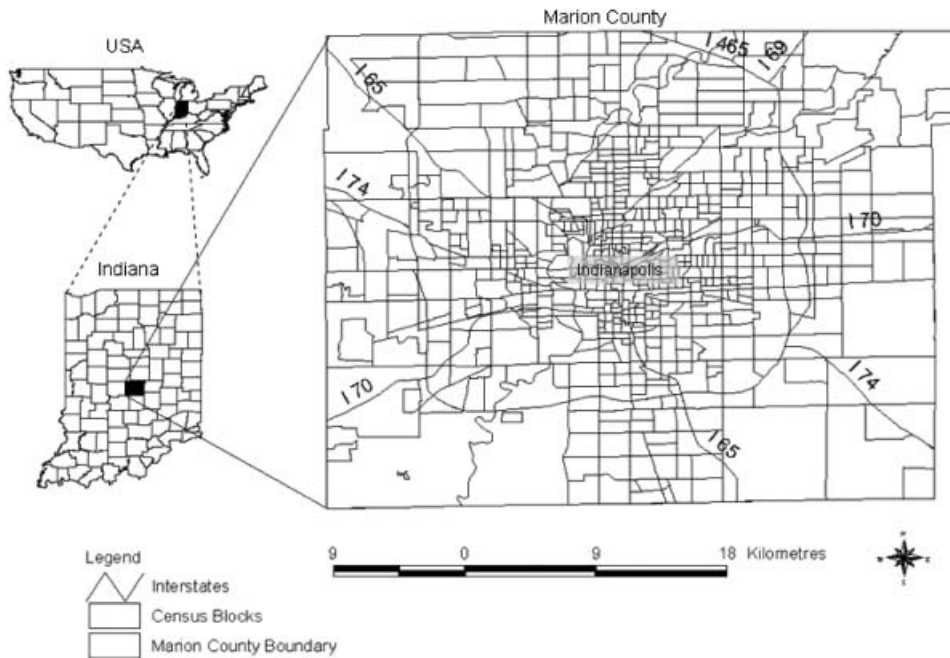 Marion County
USA
I 465
I 69
I 65
I 74
I 70
Indiana
Indianapolis
I 70
I 74
I 65
Legend
Interstates
Census Blocks
Marion County Boundary
9 0 9 18 Kilometres
N
W E
S